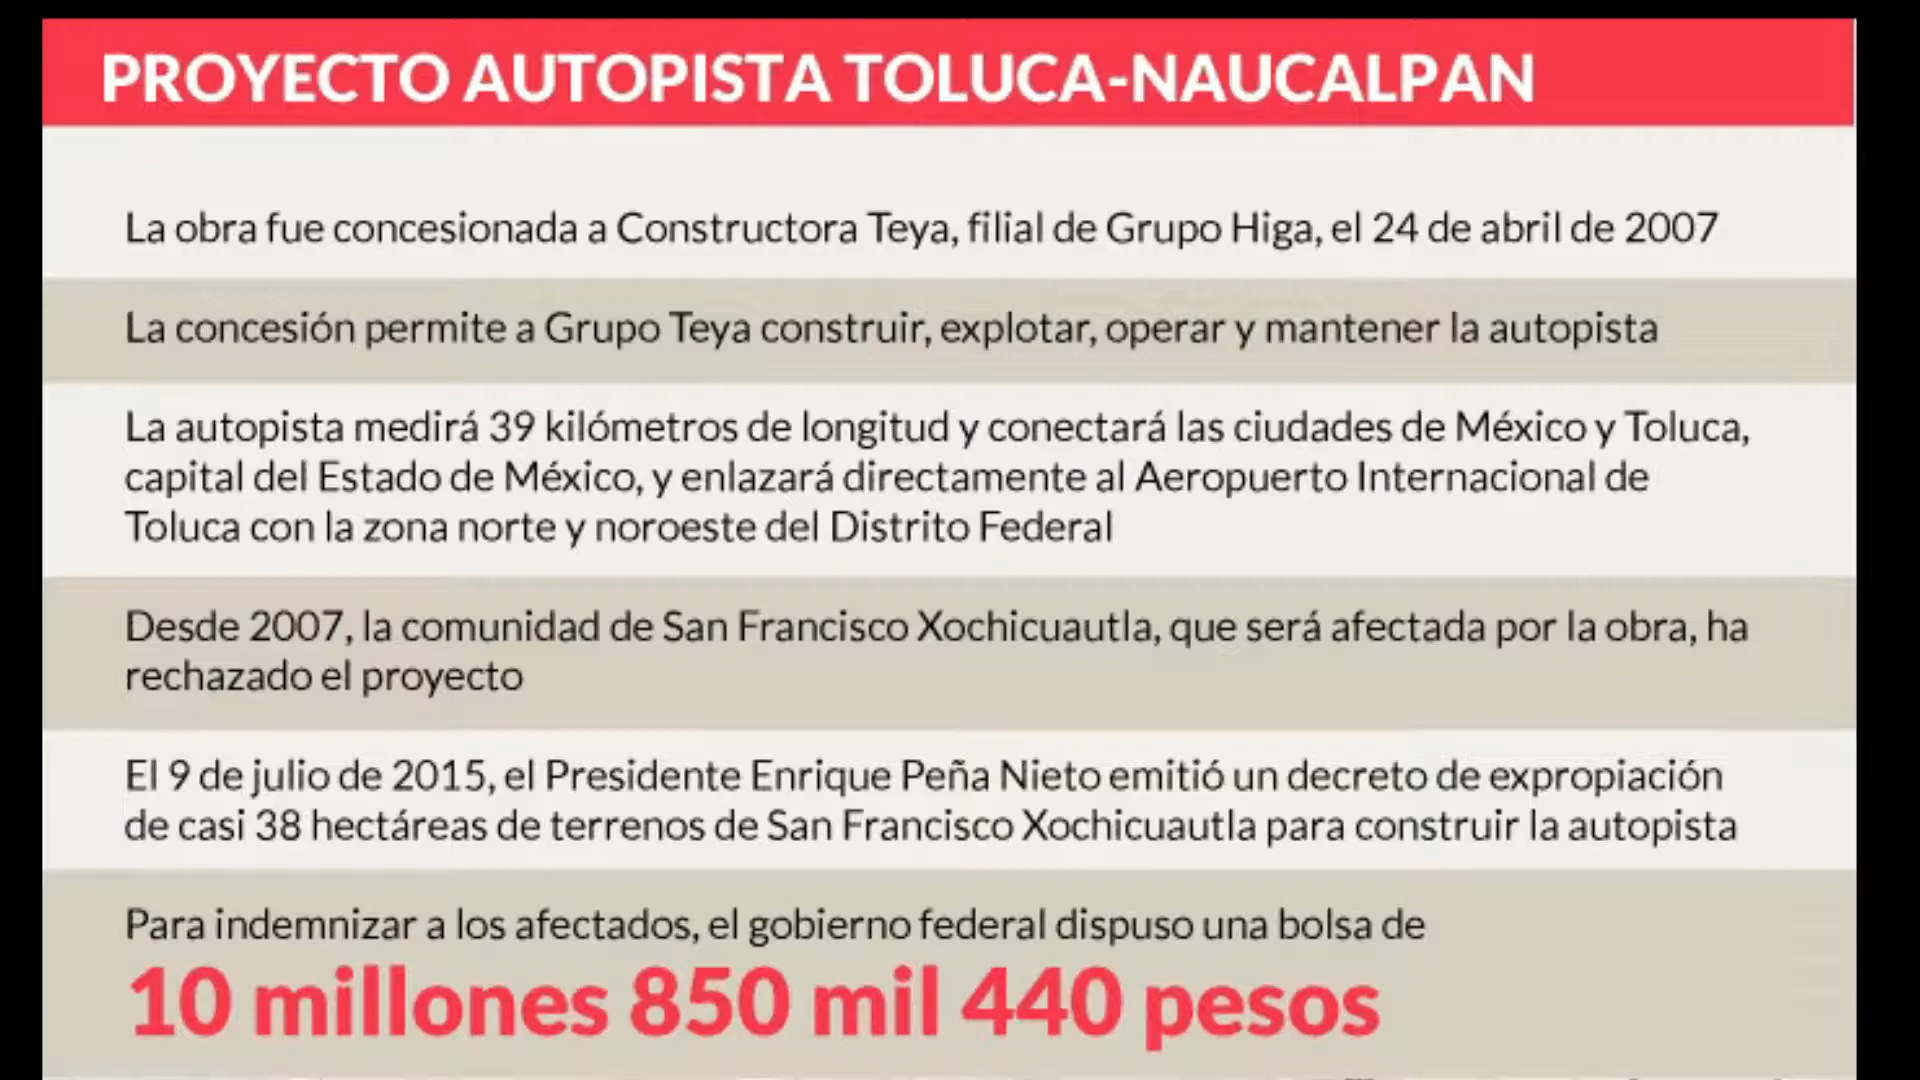 PROYECTO AUTOPISTA TOLUCA-NAUCALPAN
La obra fue concesionada a Constructora Teya, filial de Grupo Higa, el 24 de abril de 2007
La concesión permite a Grupo Teya construir, explotar, operar y mantener la autopista
La autopista medirá 39 kilómetros de longitud y conectará las ciudades de México y Toluca,
capital del Estado de México, y enlazará directamente al Aeropuerto Internacional de
Toluca con la zona norte y noroeste del Distrito Federal
Desde 2007, la comunidad de San Francisco Xochicuautla, que será afectada por la obra, ha
rechazado el proyecto
El 9 de julio de 2015, el Presidente Enrique Peña Nieto emitió un decreto de expropiación
de casi 38 hectáreas de terrenos de San Francisco Xochicuautla para construir la autopista
Para indemnizar a los afectados, el gobierno federal dispuso una bolsa de
10 millones 850 mil 440 pesos